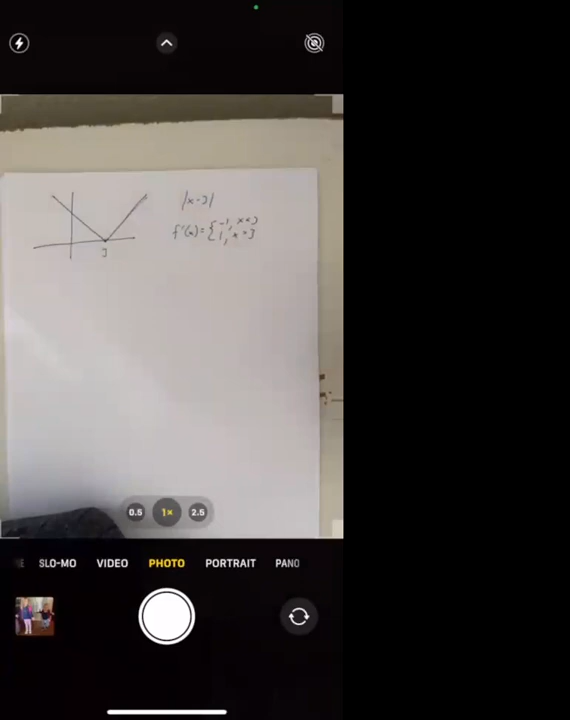 |x-3|
f'(x)={-1, x<3
1, x>3
3
0.5 1× 2.5
SLO-MO VIDEO PHOTO PORTRAIT PANO